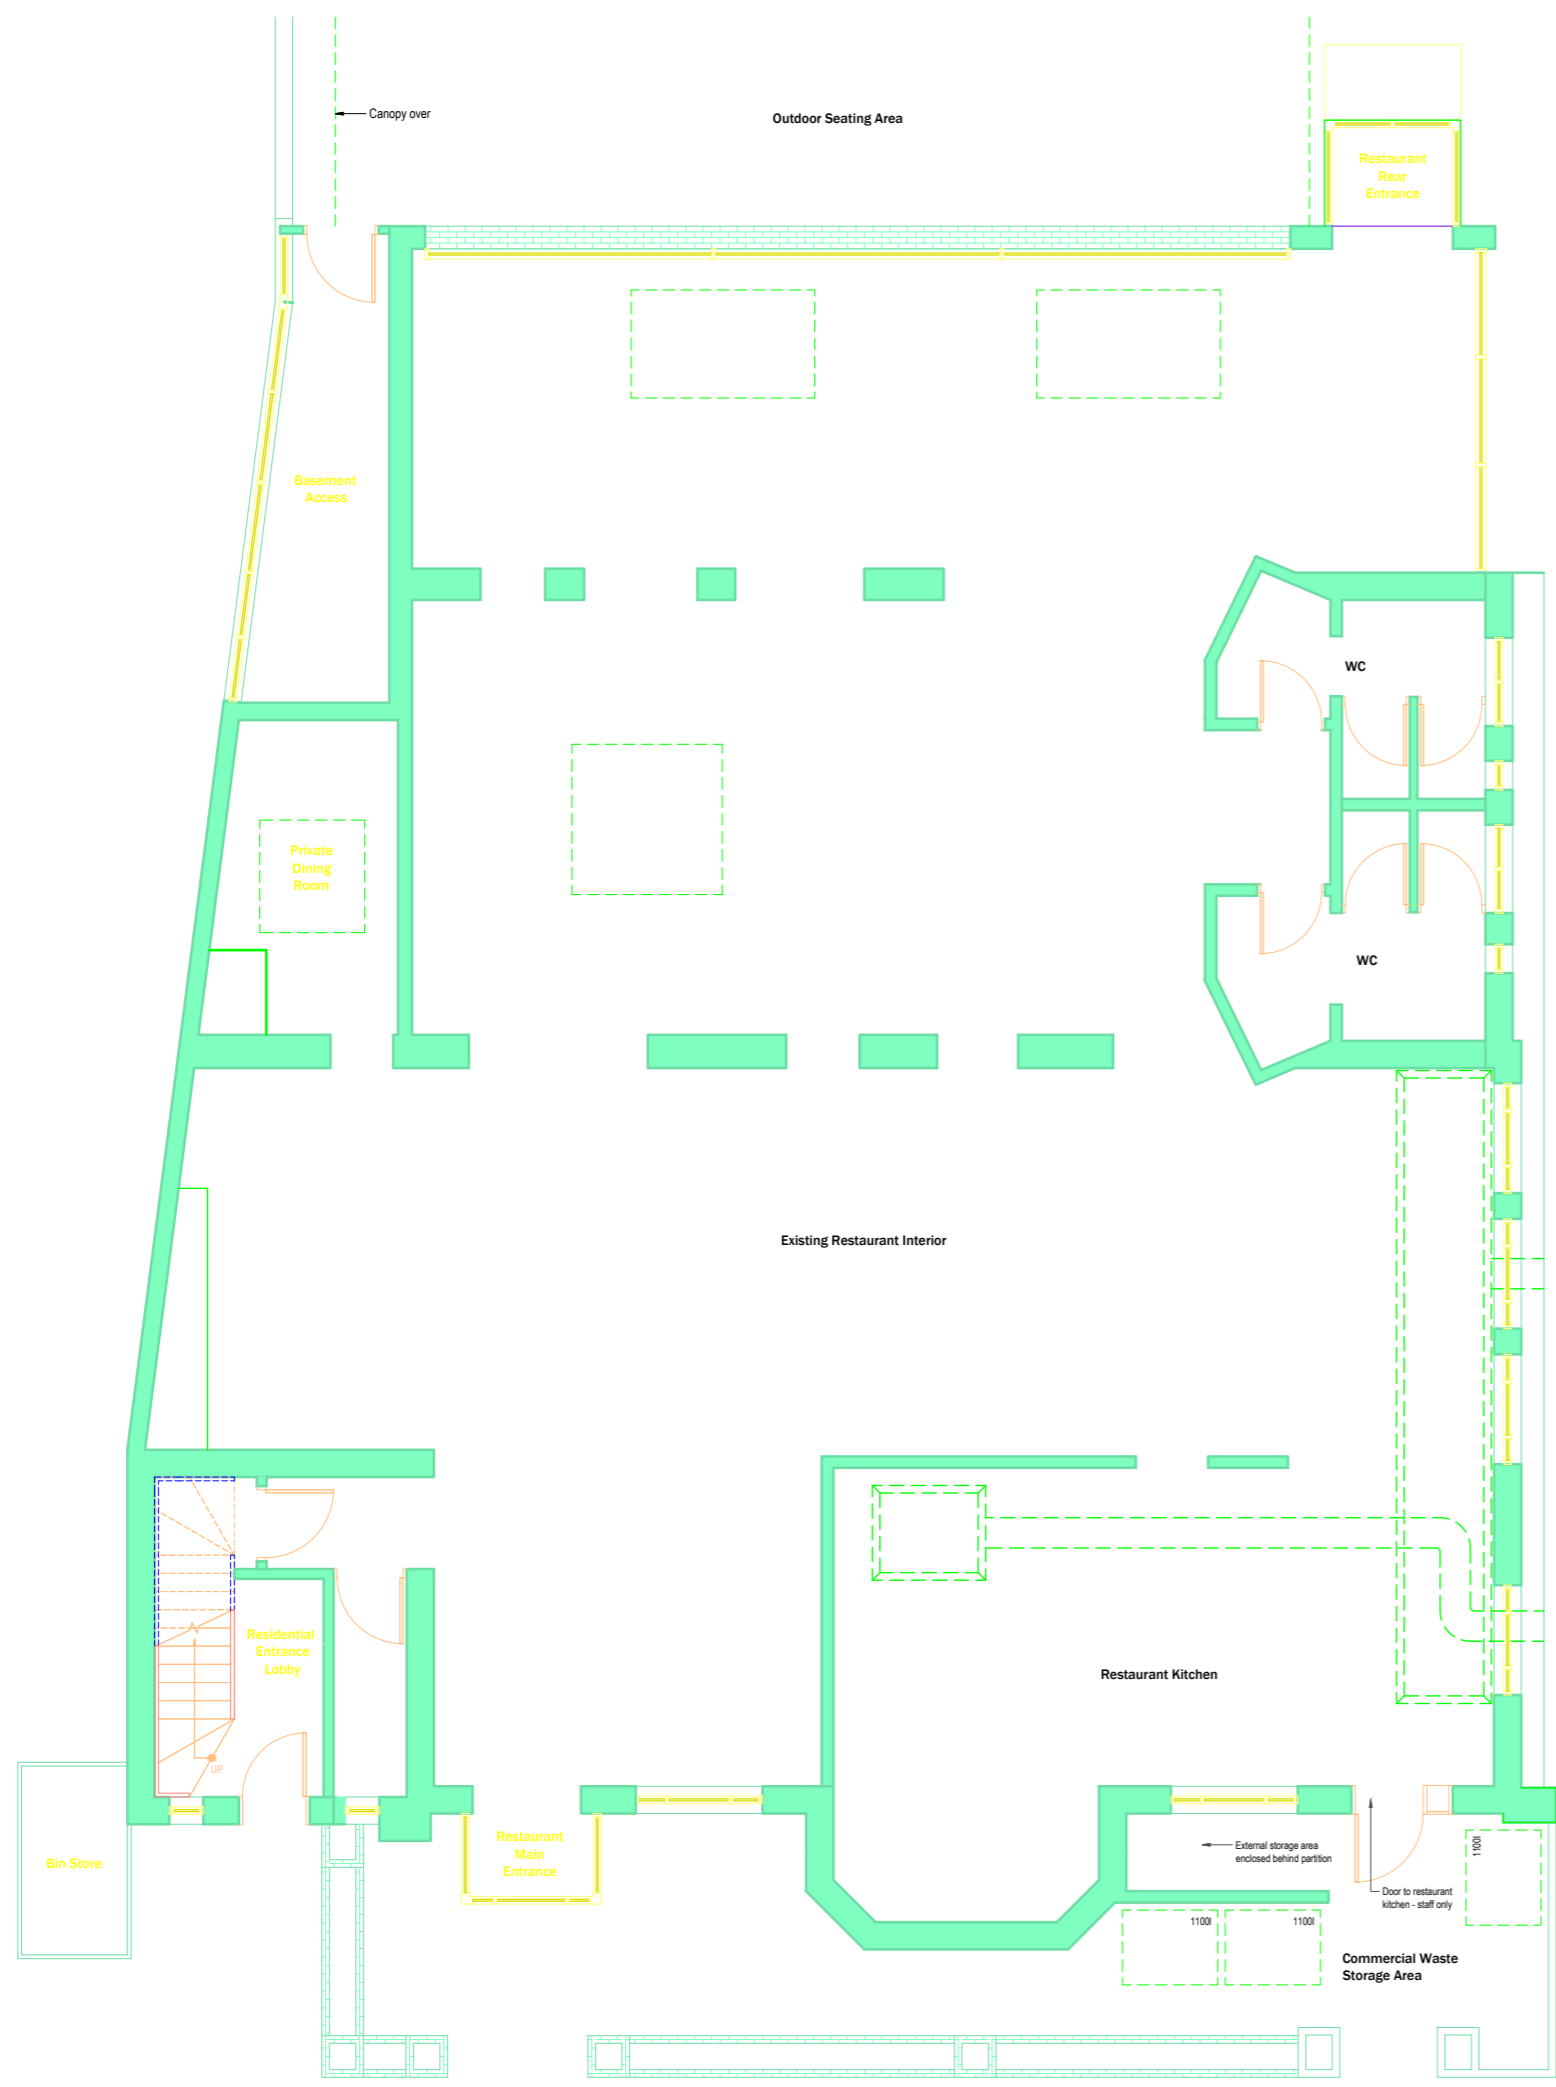 Canopy over
Outdoor Seating Area
Restaurant
Rear
Entrance
Basement
Access
WC
Private
Dining
Room
WC
Existing Restaurant Interior
Residential
Entrance
Lobby
Restaurant Kitchen
UP
Bin Store
Restaurant
Main
Entrance
External storage area
enclosed behind partition
1100l
Door to restaurant
kitchen - staff only
1100l
1100l
Commercial Waste
Storage Area